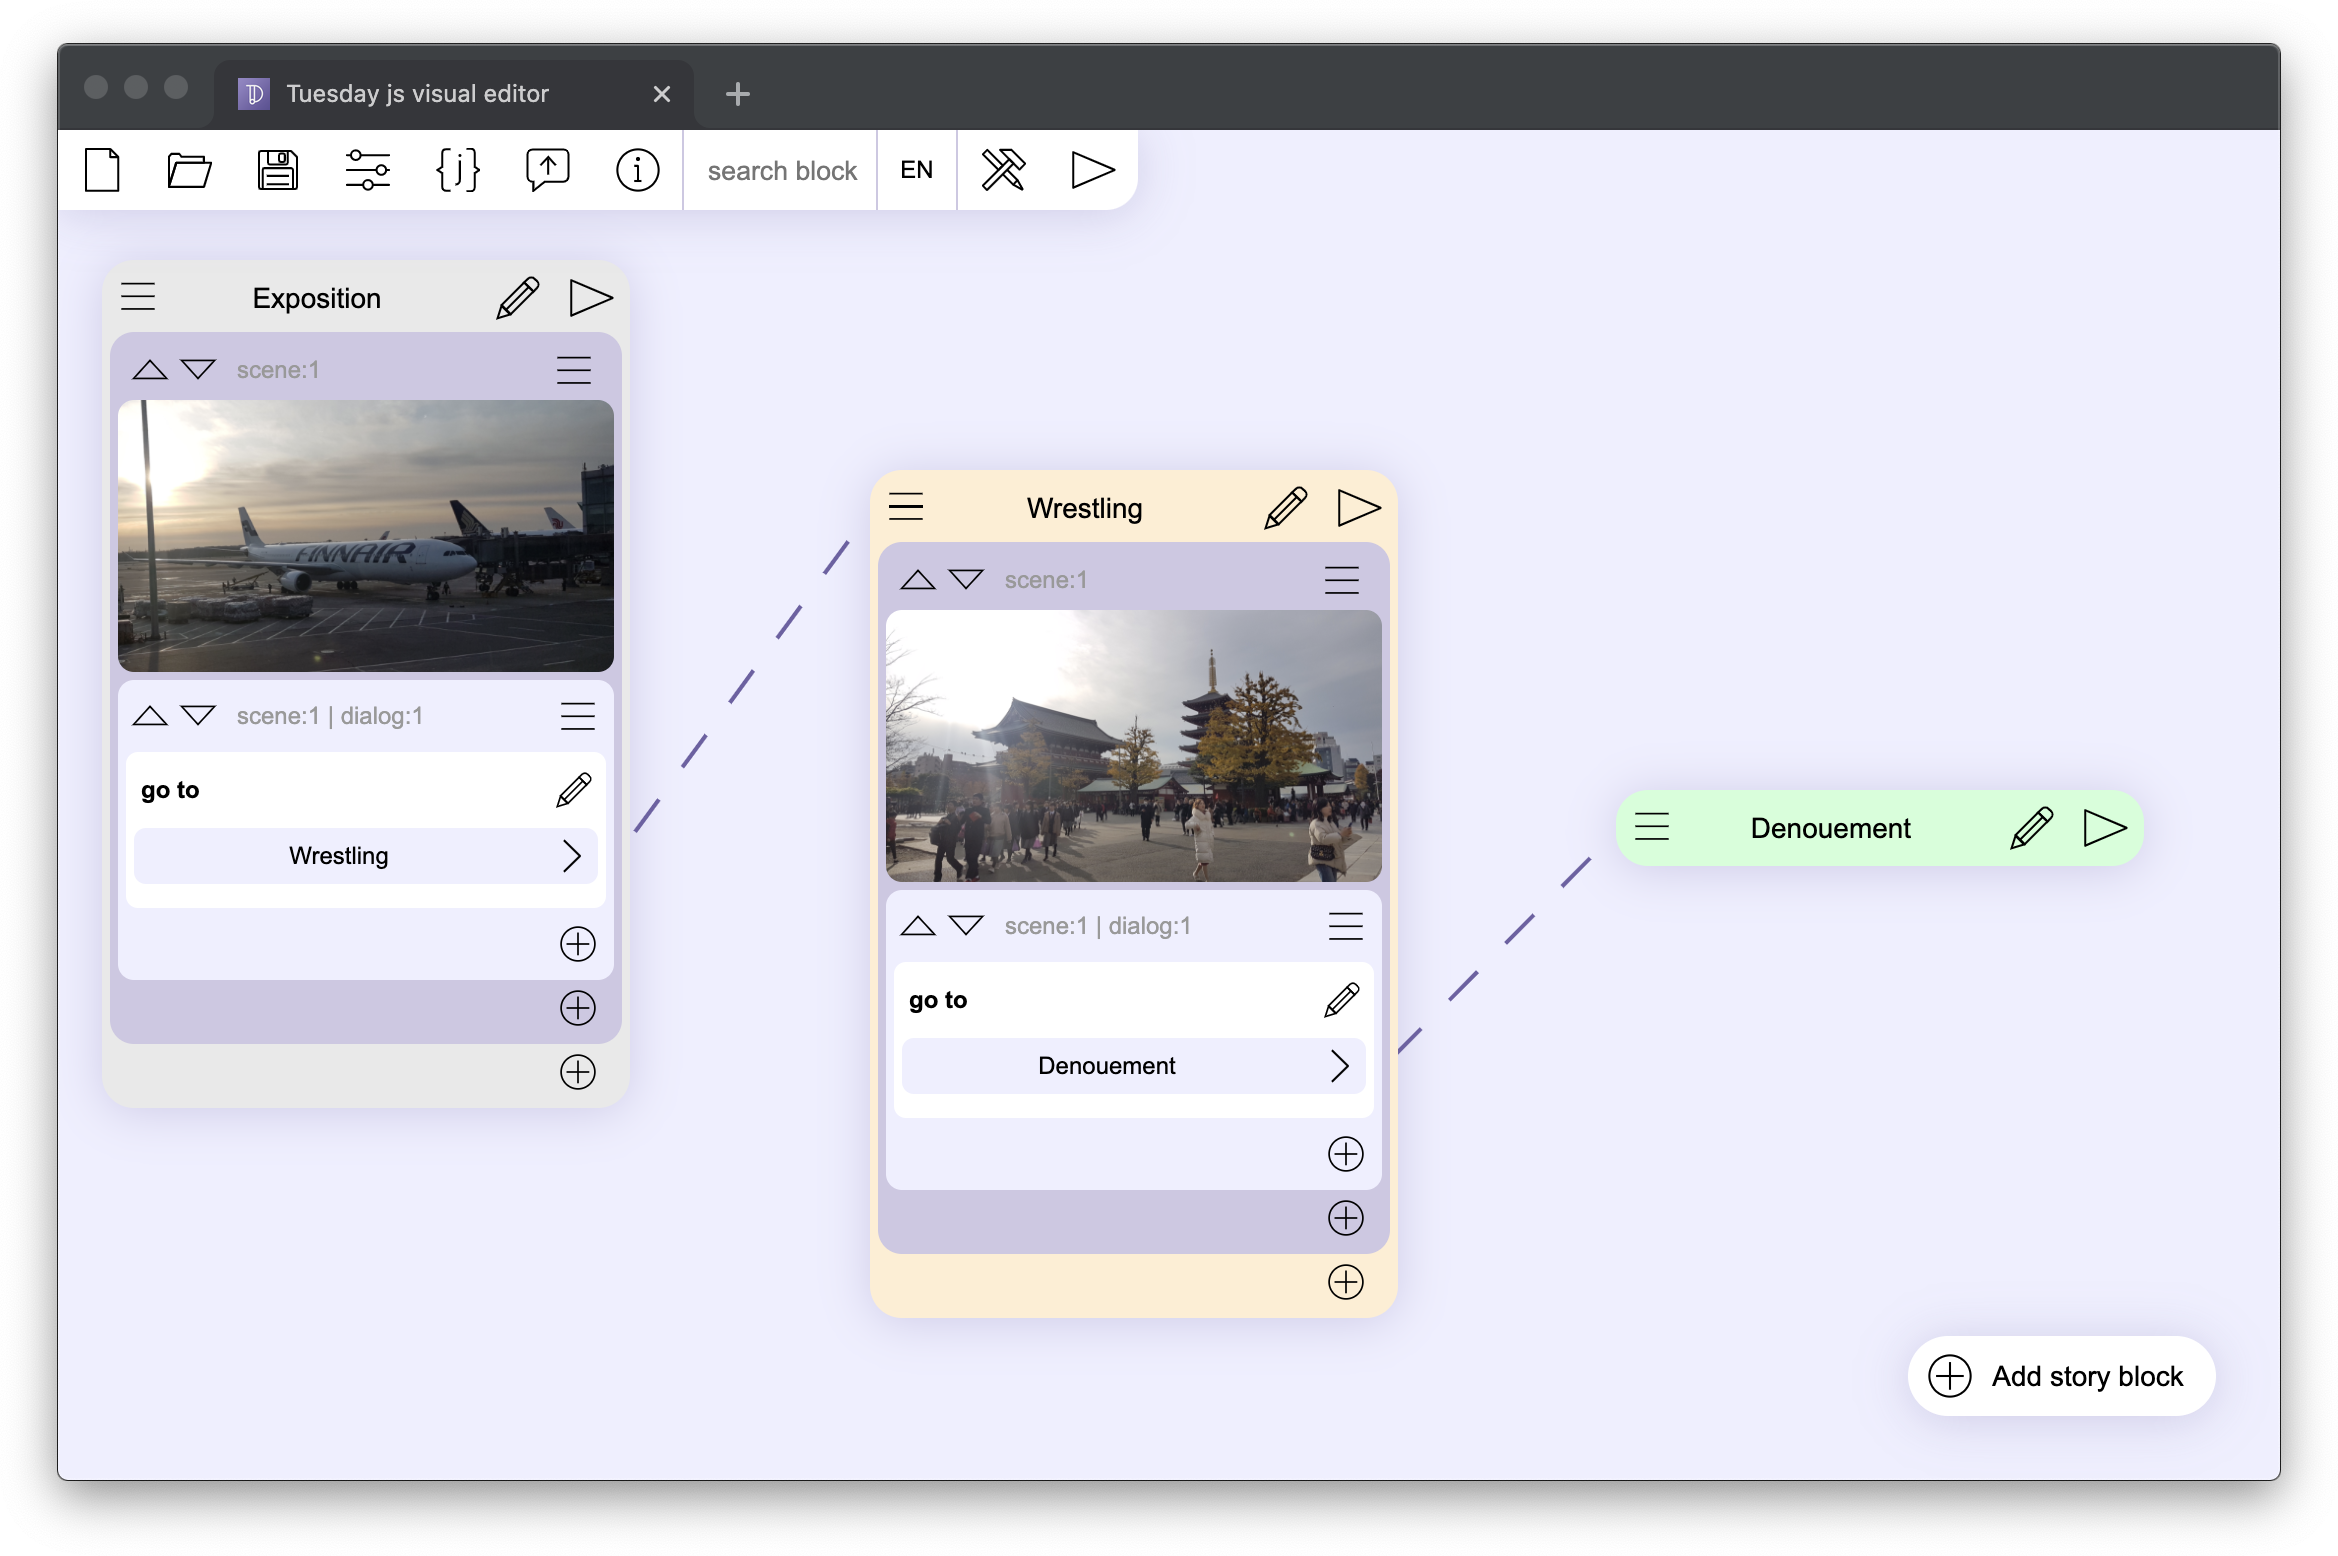 Tuesday js visual editor
{j}
search block
EN
Exposition
scene:1
FINNAIR
scene:1 | dialog:1
go to
Wrestling
Wrestling
scene:1
scene:1 | dialog:1
go to
Denouement
Denouement
Add story block